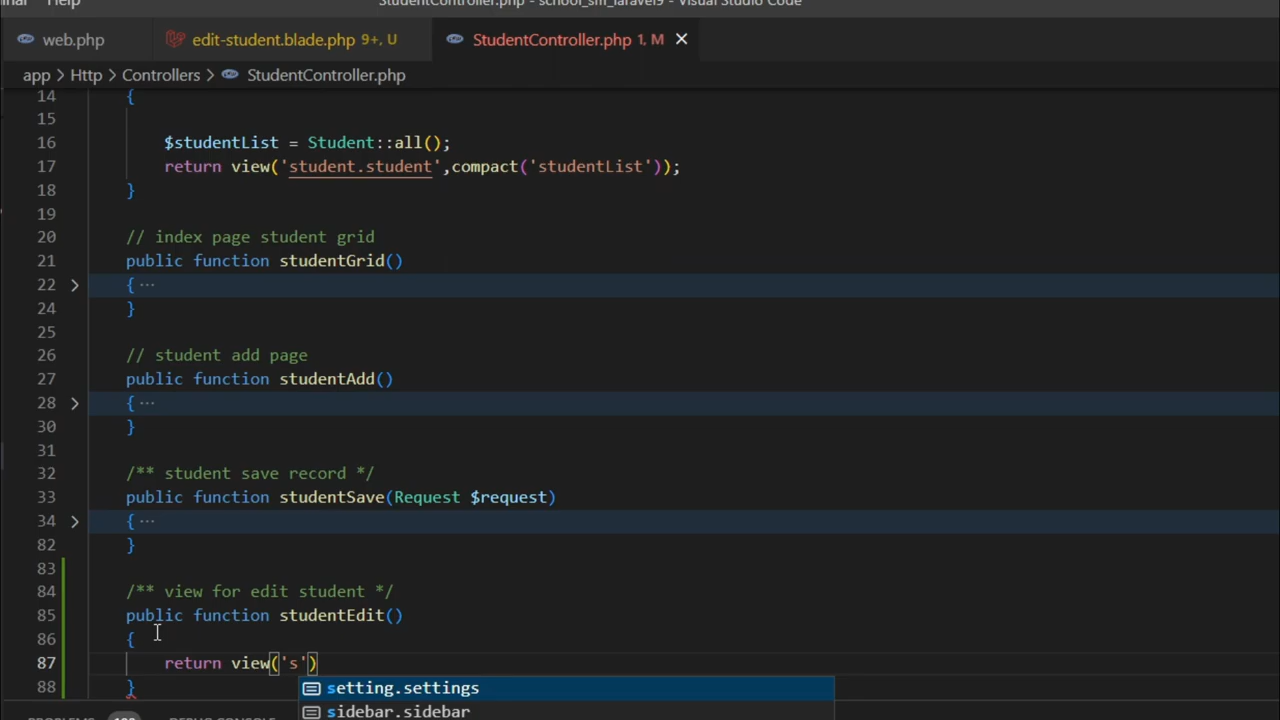 Help
StudentController.php - school_sm_laravel9 - Visual Studio Code
web.php
edit-student.blade.php 9+, U
StudentController.php 1, M
app > Http > Controllers > StudentController.php
14 {
15
16 $studentList = Student::all();
17 return view('student.student',compact('studentList'));
18 }
19
20 // index page student grid
21 public function studentGrid()
22 { ...
24 }
25
26 // student add page
27 public function studentAdd()
28 { ...
30 }
31
32 /** student save record */
33 public function studentSave(Request $request)
34 { ...
82 }
83
84 /** view for edit student */
85 public function studentEdit()
86 {
87 return view('s')
88 }
setting.settings
sidebar.sidebar
PROBLEMS
DEBUG CONSOLE